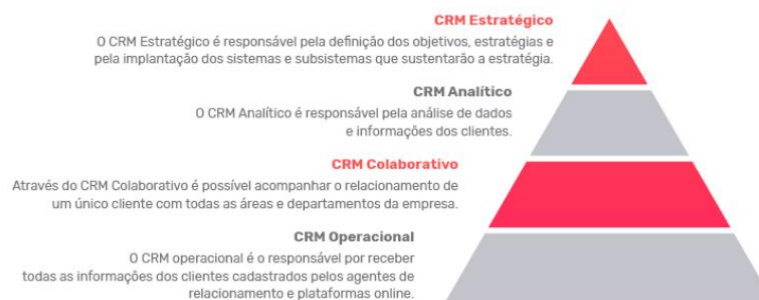 CRM Estratégico
O CRM Estratégico é responsável pela definição dos objetivos, estratégias e
pela implantação dos sistemas e subsistemas que sustentarão a estratégia.
CRM Analítico
O CRM Analítico é responsável pela análise de dados
e informações dos clientes.
CRM Colaborativo
Através do CRM Colaborativo é possível acompanhar o relacionamento de
um único cliente com todas as áreas e departamentos da empresa.
CRM Operacional
O CRM operacional é o responsável por receber
todas as informações dos clientes cadastrados pelos agentes de
relacionamento e plataformas online.